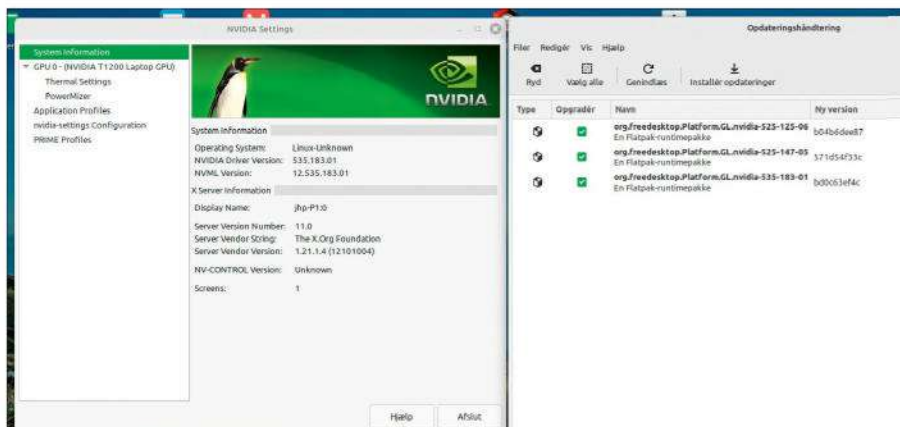 NVIDIA Settings
System Information
GPU 0 - (NVIDIA T1200 Laptop GPU)
Thermal Settings
PowerMizer
Application Profiles
nvidia-settings Configuration
PRIME Profiles
NVIDIA
System Information
Operating System: Linux-Unknown
NVIDIA Driver Version: 535.183.01
NVML Version: 12.535.183.01
X Server Information
Display Name: jhp-P1:0
Server Version Number: 11.0
Server Vendor String: The X.Org Foundation
Server Vendor Version: 1.21.1.4 (12101004)
NV-CONTROL Version: Unknown
Screens: 1
Hjælp Afslut
Opdateringshåndtering
Filer Redigér Vis Hjælp
Ryd Vælg alle Genindlæs Installér opdateringer
Type Opgradér Navn Ny version
org.freedesktop.Platform.GL.nvidia-525-125-06 b04b6dee87
En Flatpak-runtimepakke
org.freedesktop.Platform.GL.nvidia-525-147-05 571d54f33c
En Flatpak-runtimepakke
org.freedesktop.Platform.GL.nvidia-535-183-01 bd0c63ef4c
En Flatpak-runtimepakke